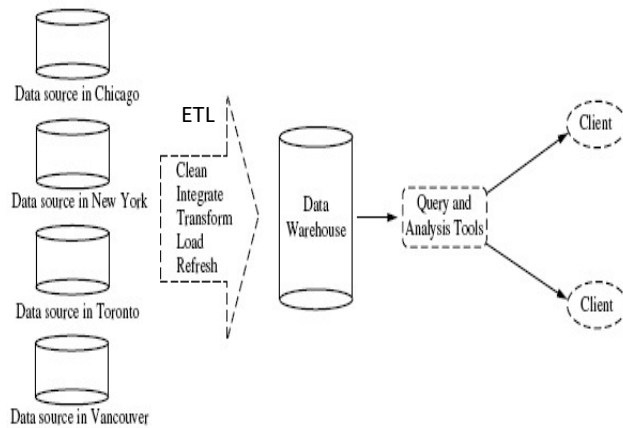 Data source in Chicago
Data source in New York
Data source in Toronto
Data source in Vancouver
ETL
Clean
Integrate
Transform
Load
Refresh
Data
Warehouse
Query and
Analysis Tools
Client
Client